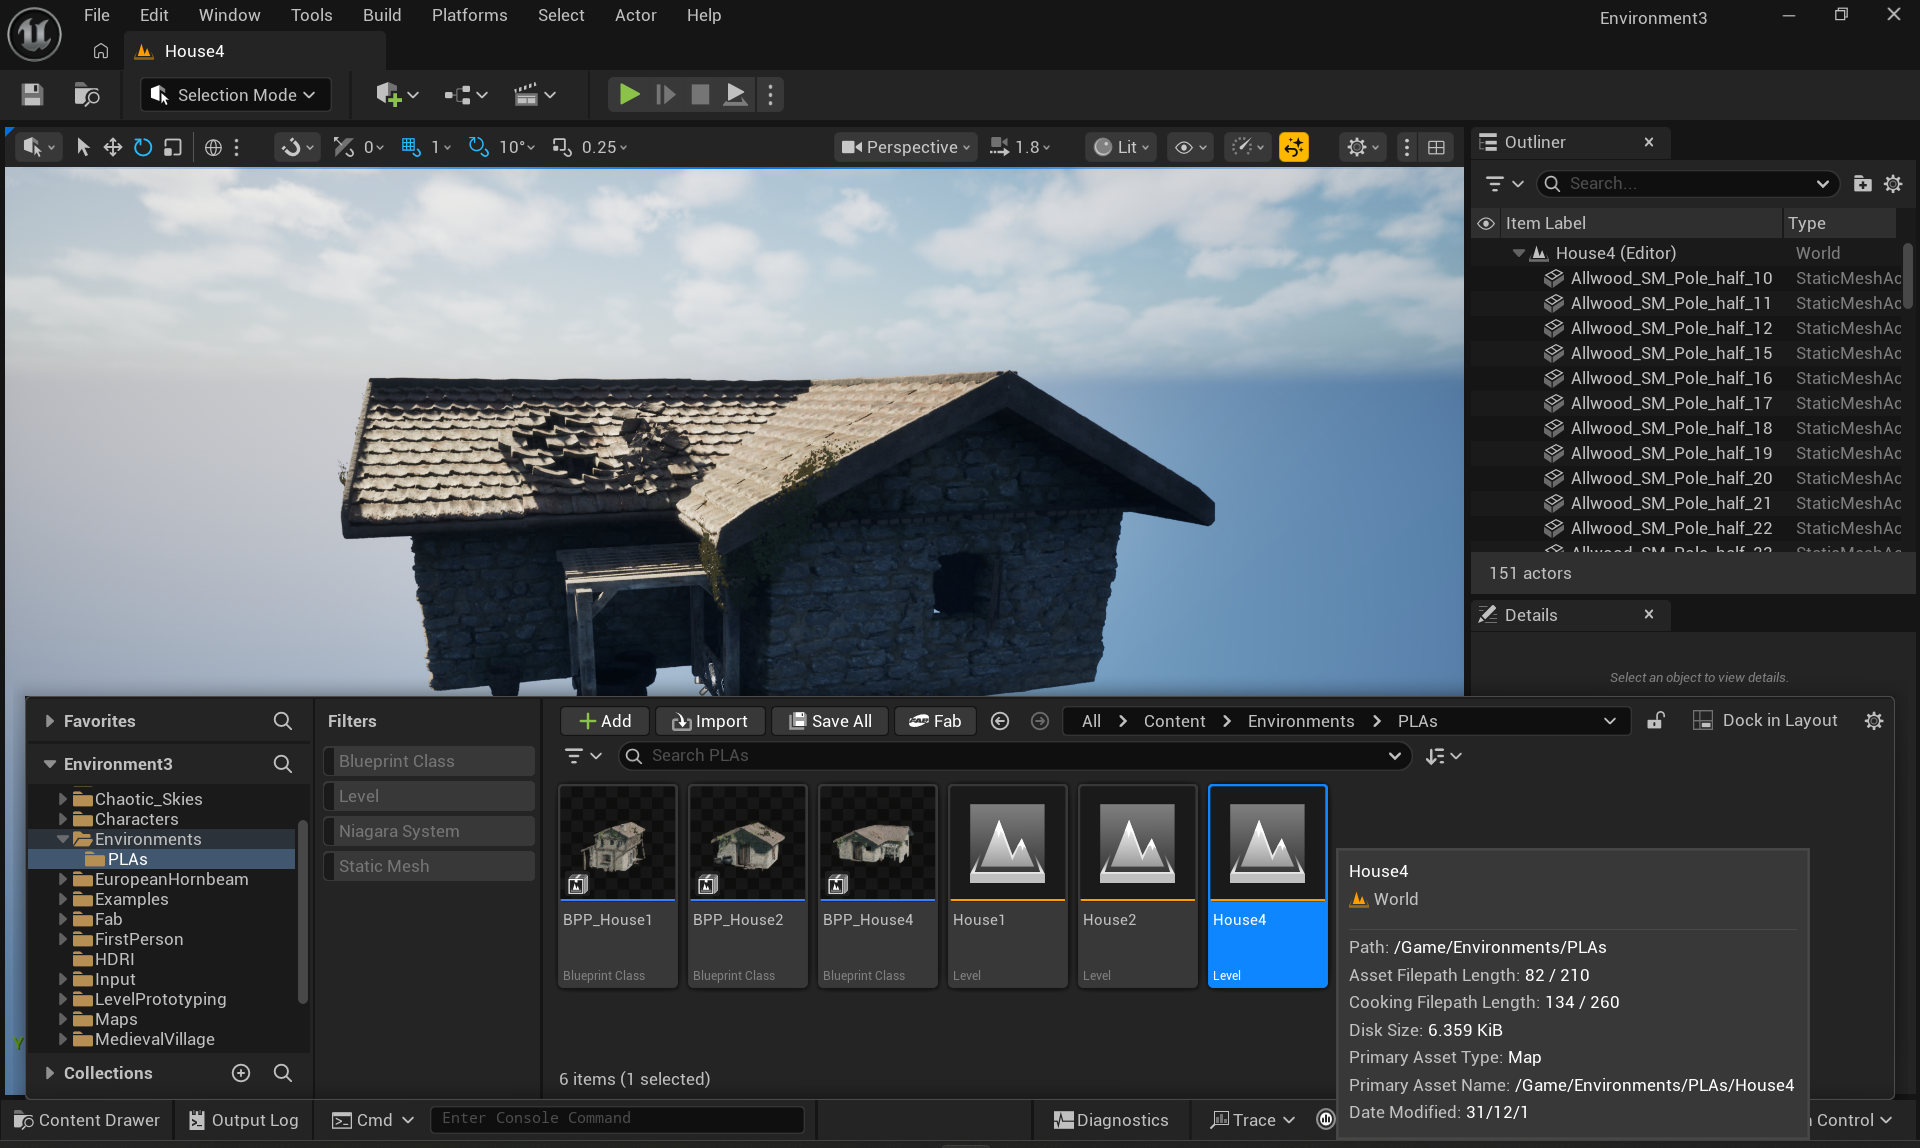 File Edit Window Tools Build Platforms Select Actor Help
Environment3
House4
Selection Mode
0 1 10° 0.25
Perspective 1.8 Lit
Outliner
Search...
Item Label Type
House4 (Editor) World
Allwood_SM_Pole_half_10 StaticMeshAc
Allwood_SM_Pole_half_11 StaticMeshAc
Allwood_SM_Pole_half_12 StaticMeshAc
Allwood_SM_Pole_half_15 StaticMeshAc
Allwood_SM_Pole_half_16 StaticMeshAc
Allwood_SM_Pole_half_17 StaticMeshAc
Allwood_SM_Pole_half_18 StaticMeshAc
Allwood_SM_Pole_half_19 StaticMeshAc
Allwood_SM_Pole_half_20 StaticMeshAc
Allwood_SM_Pole_half_21 StaticMeshAc
Allwood_SM_Pole_half_22 StaticMeshAc
151 actors
Details
Select an object to view details.
Favorites
Environment3
Chaotic_Skies
Characters
Environments
PLAs
EuropeanHornbeam
Examples
Fab
FirstPerson
HDRI
Input
LevelPrototyping
Maps
MedievalVillage
Collections
Filters
Blueprint Class
Level
Niagara System
Static Mesh
Add Import Save All Fab
All > Content > Environments > PLAs
Dock in Layout
Search PLAs
BPP_House1
Blueprint Class
BPP_House2
Blueprint Class
BPP_House4
Blueprint Class
House1
Level
House2
Level
House4
Level
6 items (1 selected)
House4
World
Path: /Game/Environments/PLAs
Asset Filepath Length: 82 / 210
Cooking Filepath Length: 134 / 260
Disk Size: 6.359 KiB
Primary Asset Type: Map
Primary Asset Name: /Game/Environments/PLAs/House4
Date Modified: 31/12/1
Y
Content Drawer Output Log Cmd Enter Console Command Diagnostics Trace Control